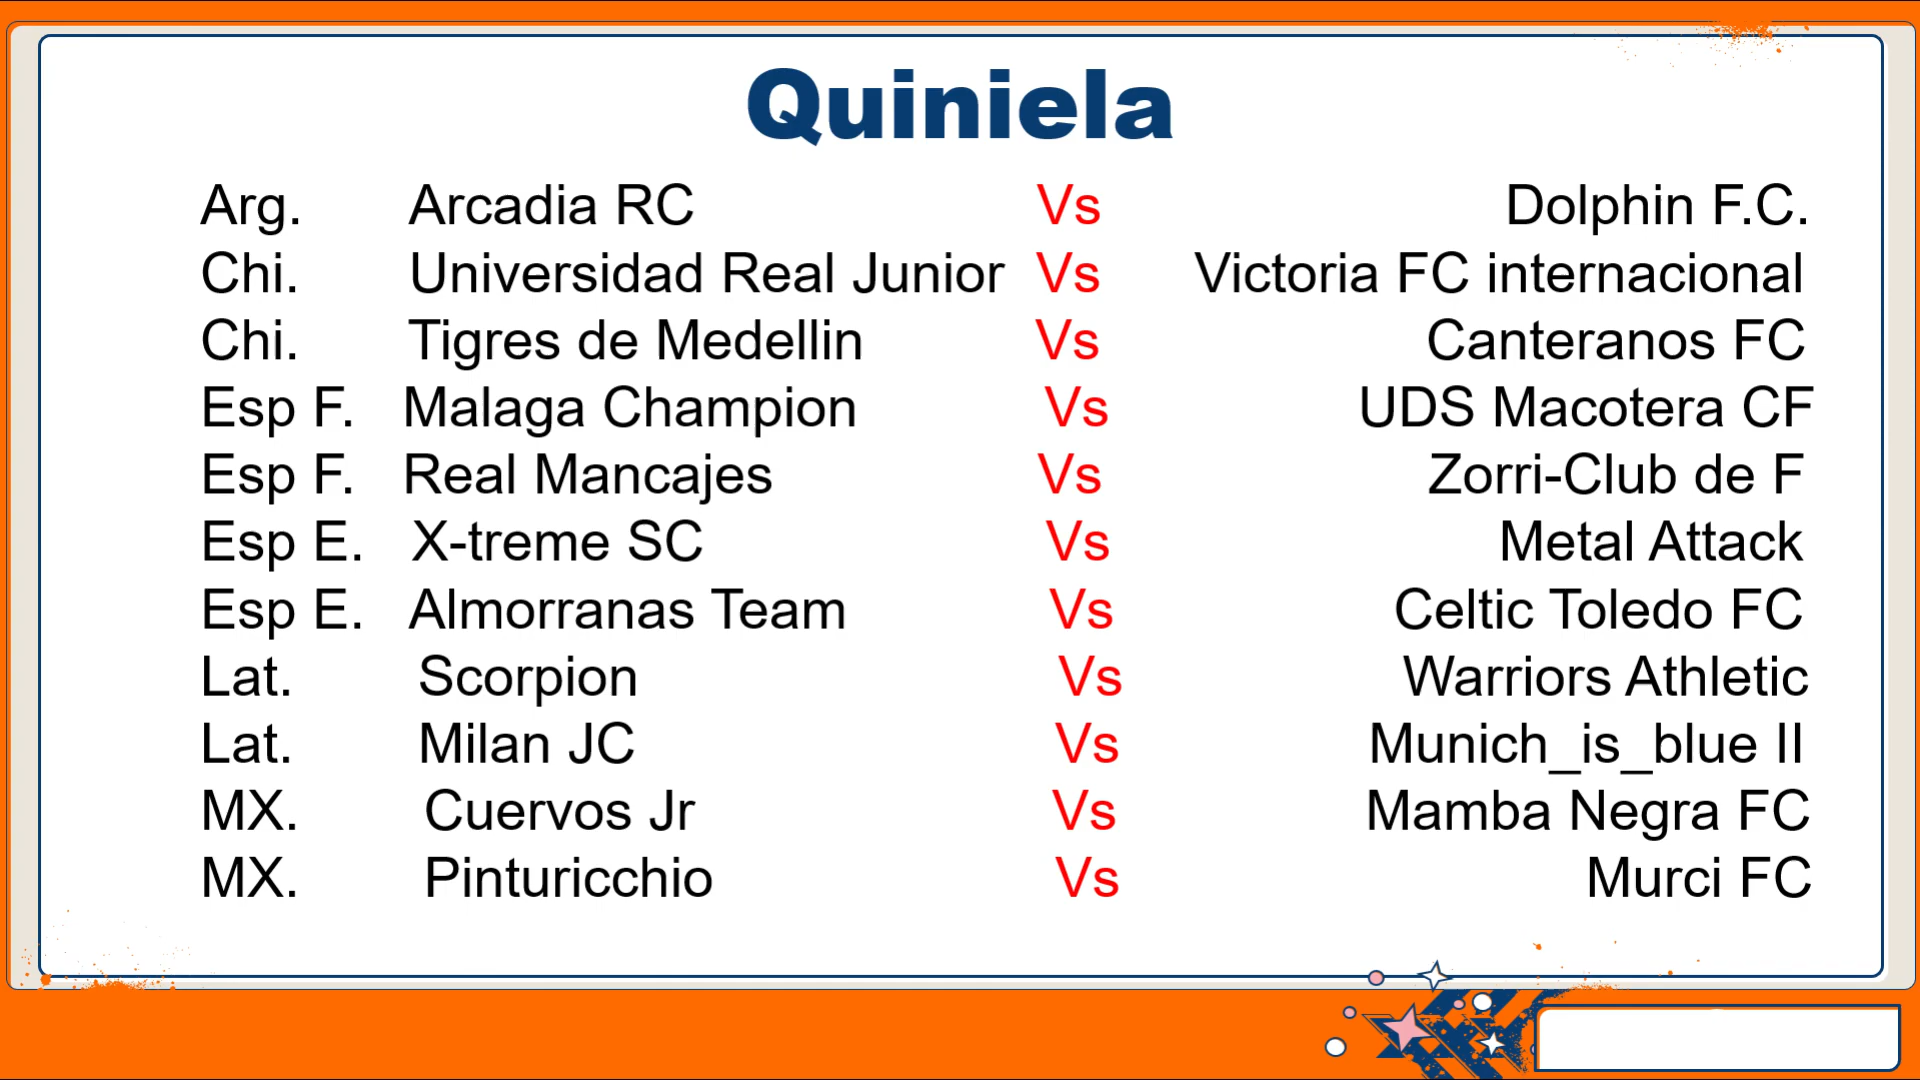 Quiniela
Arg. Arcadia RC Vs Dolphin F.C.
Chi. Universidad Real Junior Vs Victoria FC internacional
Chi. Tigres de Medellin Vs Canteranos FC
Esp F. Malaga Champion Vs UDS Macotera CF
Esp F. Real Mancajes Vs Zorri-Club de F
Esp E. X-treme SC Vs Metal Attack
Esp E. Almorranas Team Vs Celtic Toledo FC
Lat. Scorpion Vs Warriors Athletic
Lat. Milan JC Vs Munich_is_blue II
MX. Cuervos Jr Vs Mamba Negra FC
MX. Pinturicchio Vs Murci FC